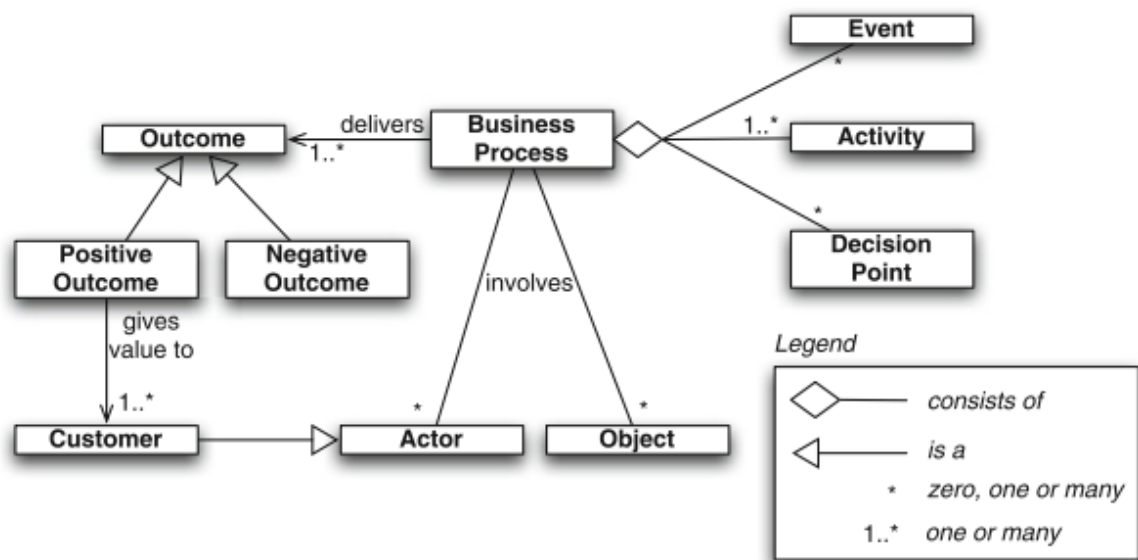 Event
*
delivers
1..*
Outcome
Business
Process
1..*
Activity
*
Positive
Outcome
Negative
Outcome
Decision
Point
involves
gives
value to
1..*
*
*
Customer
Actor
Object
Legend
consists of
is a
* zero, one or many
1..* one or many